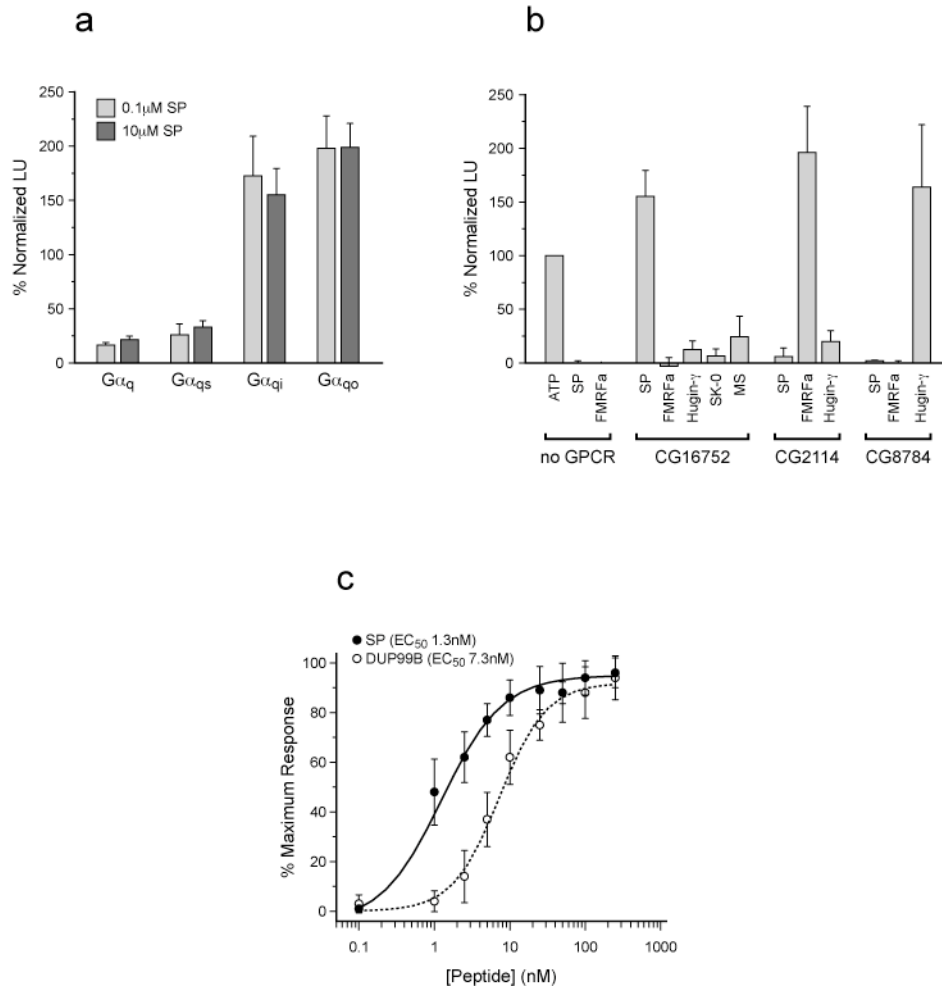 a
% Normalized LU
250
200
150
100
50
0
0.1μM SP
10μM SP
Gαq
Gαqs
Gαqi
Gαqo
b
% Normalized LU
250
200
150
100
50
0
ATP
SP
FMRFa
SP
FMRFa
Hugin-γ
SK-0
MS
SP
FMRFa
Hugin-γ
SP
FMRFa
Hugin-γ
no GPCR
CG16752
CG2114
CG8784
c
SP (EC50 1.3nM)
DUP99B (EC50 7.3nM)
% Maximum Response
100
80
60
40
20
0
0.1
1
10
100
1000
[Peptide] (nM)